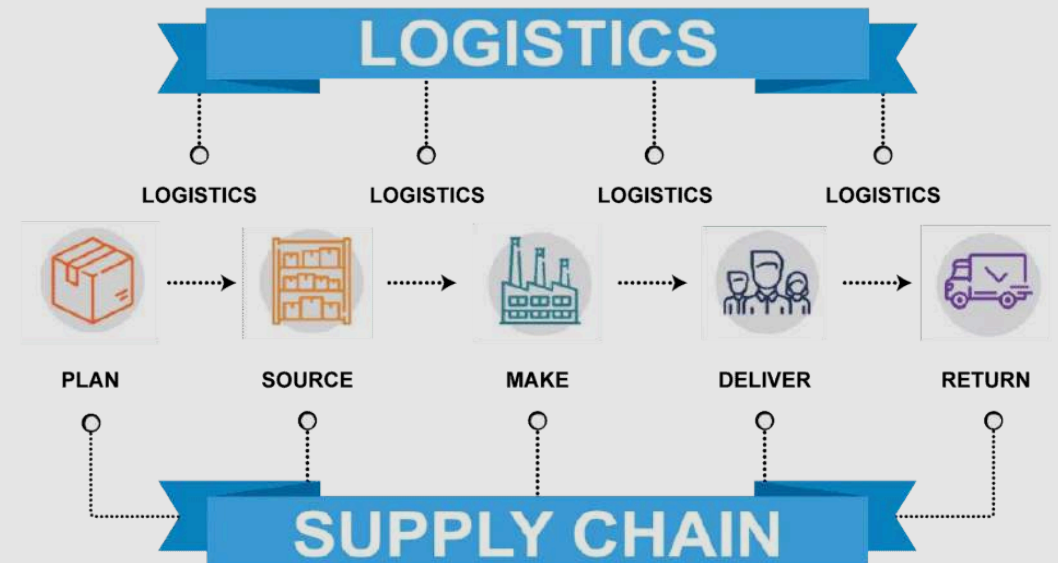 LOGISTICS
LOGISTICS LOGISTICS LOGISTICS LOGISTICS
PLAN SOURCE MAKE DELIVER RETURN
SUPPLY CHAIN